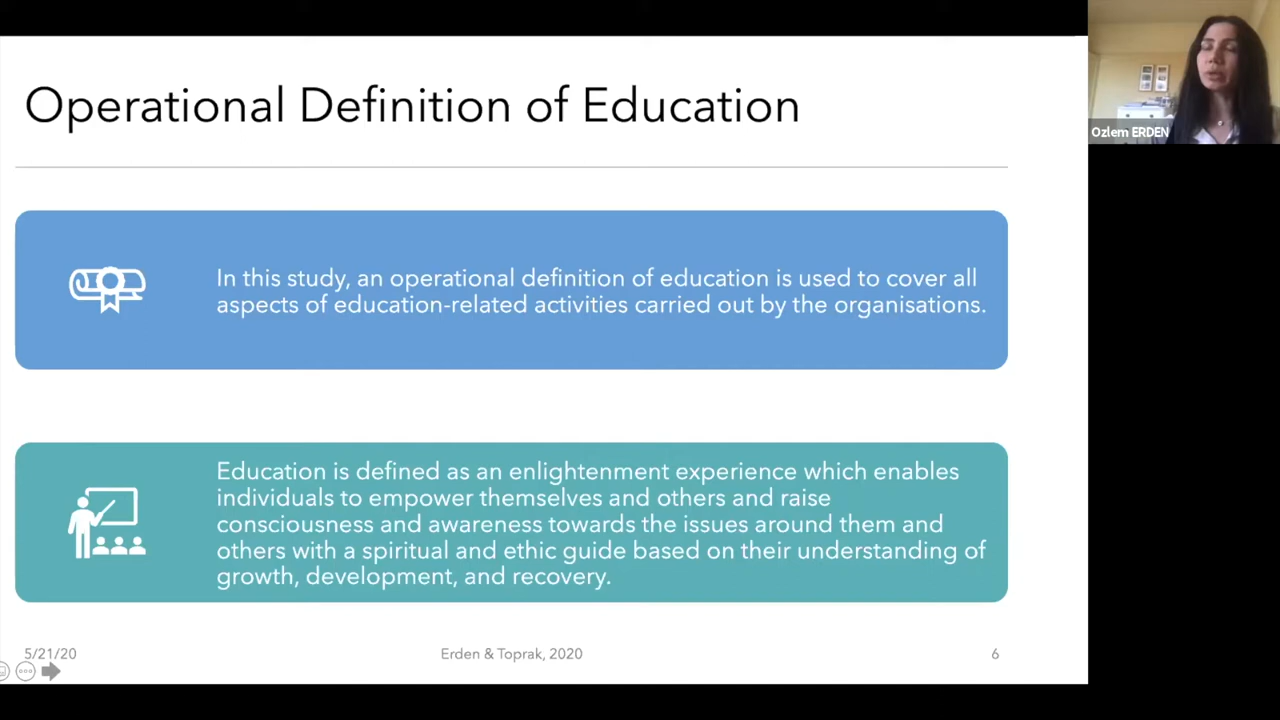 Operational Definition of Education
Ozlem ERDEN
In this study, an operational definition of education is used to cover all
aspects of education-related activities carried out by the organisations.
Education is defined as an enlightenment experience which enables
individuals to empower themselves and others and raise
consciousness and awareness towards the issues around them and
others with a spiritual and ethic guide based on their understanding of
growth, development, and recovery.
5/21/20
Erden & Toprak, 2020
6